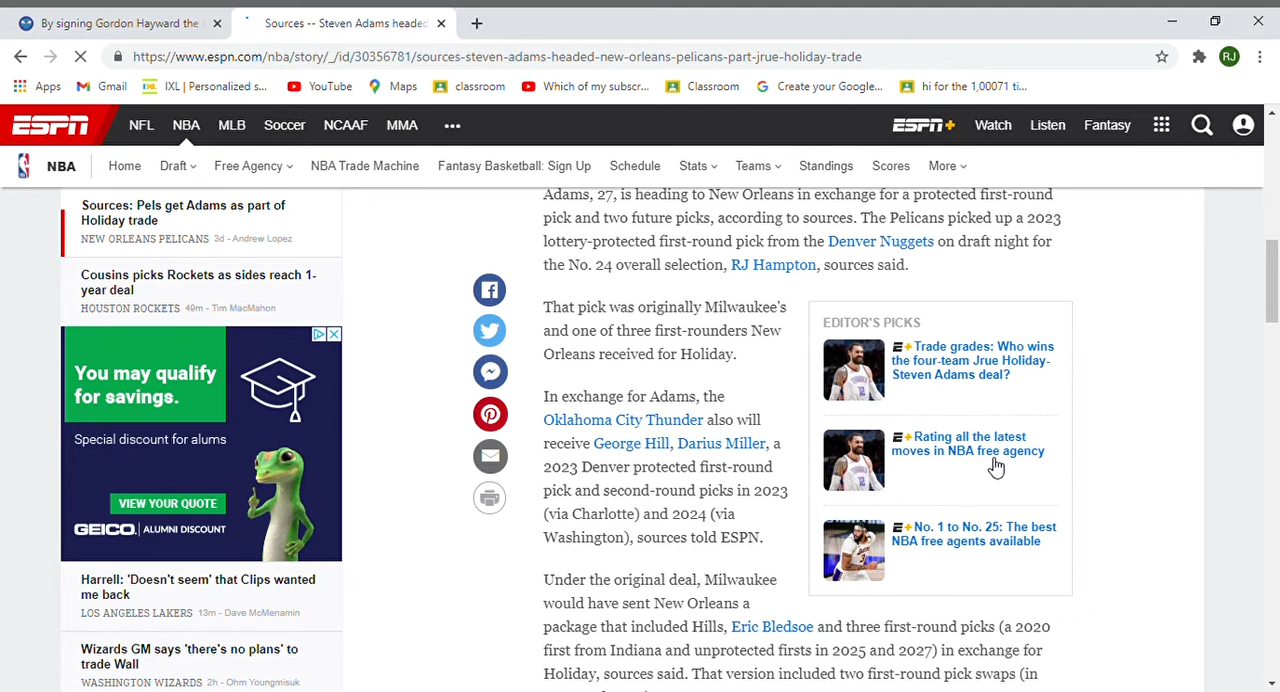 By signing Gordon Hayward the
Sources -- Steven Adams headed
https://www.espn.com/nba/story/_/id/30356781/sources-steven-adams-headed-new-orleans-pelicans-part-jrue-holiday-trade
RJ
Apps Gmail IXL | Personalized s... YouTube Maps classroom Which of my subscr... Classroom Create your Google... hi for the 1,00071 ti...
ESPN NFL NBA MLB Soccer NCAAF MMA ESPN+ Watch Listen Fantasy
NBA Home Draft Free Agency NBA Trade Machine Fantasy Basketball: Sign Up Schedule Stats Teams Standings Scores More
Sources: Pels get Adams as part of
Holiday trade
NEW ORLEANS PELICANS 3d - Andrew Lopez
Cousins picks Rockets as sides reach 1-
year deal
HOUSTON ROCKETS 49m - Tim MacMahon
You may qualify
for savings.
Special discount for alums
VIEW YOUR QUOTE
GEICO. ALUMNI DISCOUNT
Harrell: 'Doesn't seem' that Clips wanted
me back
LOS ANGELES LAKERS 13m - Dave McMenamin
Wizards GM says 'there's no plans' to
trade Wall
WASHINGTON WIZARDS 2h - Ohm Youngmisuk
Adams, 27, is heading to New Orleans in exchange for a protected first-round
pick and two future picks, according to sources. The Pelicans picked up a 2023
lottery-protected first-round pick from the Denver Nuggets on draft night for
the No. 24 overall selection, RJ Hampton, sources said.
That pick was originally Milwaukee's
and one of three first-rounders New
Orleans received for Holiday.
In exchange for Adams, the
Oklahoma City Thunder also will
receive George Hill, Darius Miller, a
2023 Denver protected first-round
pick and second-round picks in 2023
(via Charlotte) and 2024 (via
Washington), sources told ESPN.
Under the original deal, Milwaukee
would have sent New Orleans a
package that included Hills, Eric Bledsoe and three first-round picks (a 2020
first from Indiana and unprotected firsts in 2025 and 2027) in exchange for
Holiday, sources said. That version included two first-round pick swaps (in
EDITOR'S PICKS
E+ Trade grades: Who wins
the four-team Jrue Holiday-
Steven Adams deal?
E+ Rating all the latest
moves in NBA free agency
E+ No. 1 to No. 25: The best
NBA free agents available